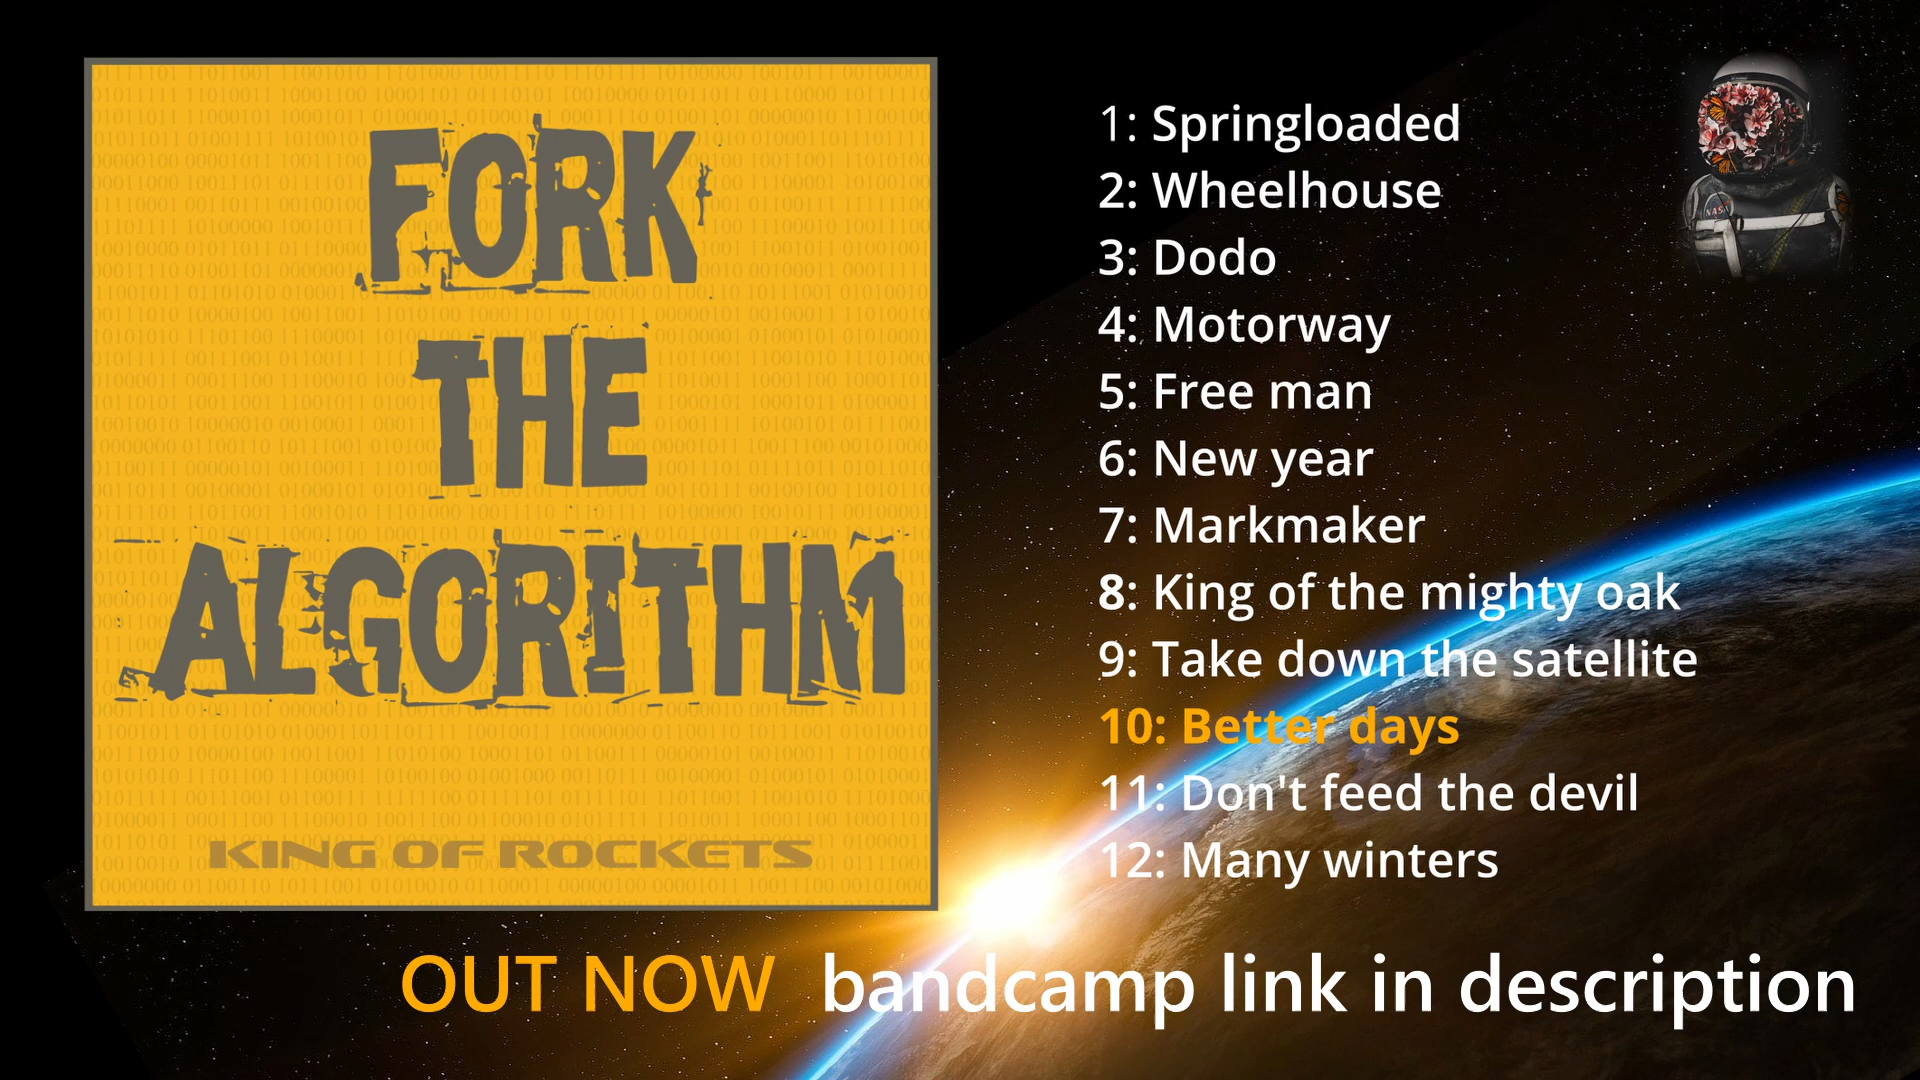 FORK
THE
ALGORITHM
KING OF ROCKETS
1: Springloaded
2: Wheelhouse
3: Dodo
4: Motorway
5: Free man
6: New year
7: Markmaker
8: King of the mighty oak
9: Take down the satellite
10: Better days
11: Don't feed the devil
12: Many winters
NASA
OUT NOW bandcamp link in description